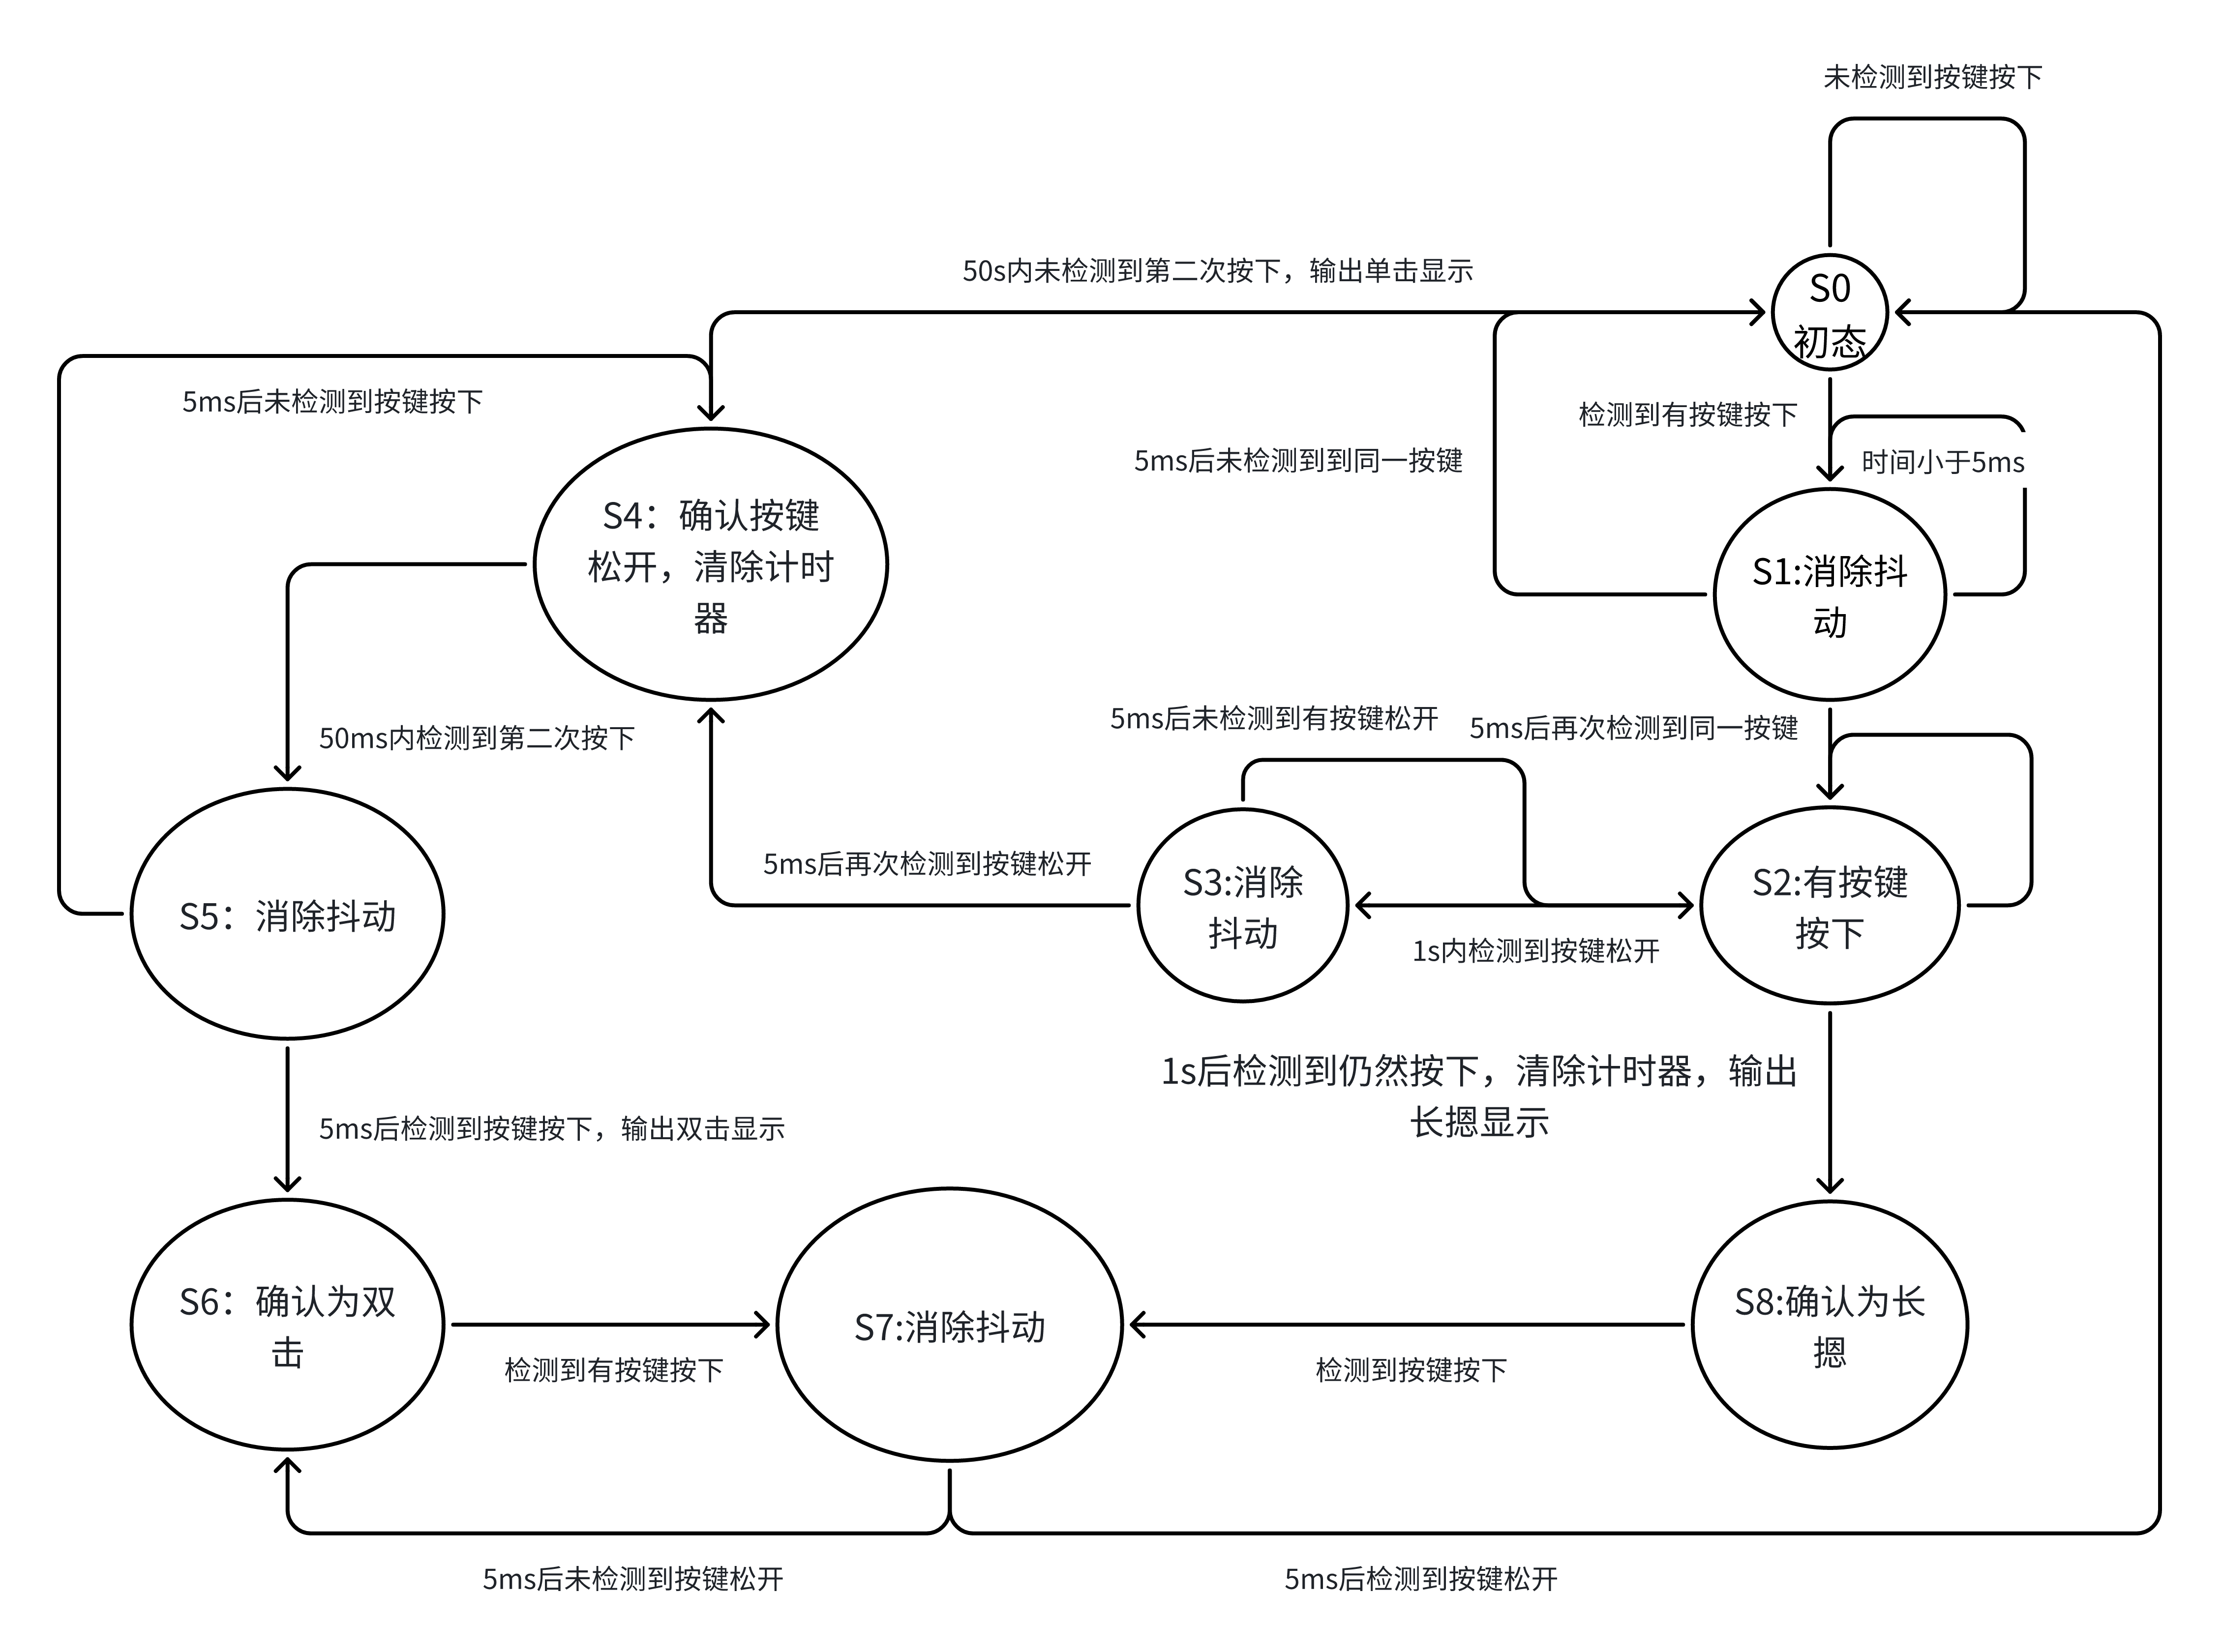 未检测到按键按下
50s内未检测到第二次按下，输出单击显示
S0
初态
5ms后未检测到按键按下
检测到有按键按下
5ms后未检测到到同一按键
时间小于5ms
S4：确认按键
松开，清除计时
器
S1:消除抖
动
50ms内检测到第二次按下
5ms后未检测到有按键松开
5ms后再次检测到同一按键
5ms后再次检测到按键松开
S3:消除
抖动
S2:有按键
按下
S5：消除抖动
1s内检测到按键松开
1s后检测到仍然按下，清除计时器，输出
长摁显示
5ms后检测到按键按下，输出双击显示
S6：确认为双
击
S7:消除抖动
S8:确认为长
摁
检测到有按键按下
检测到按键按下
5ms后未检测到按键松开
5ms后检测到按键松开